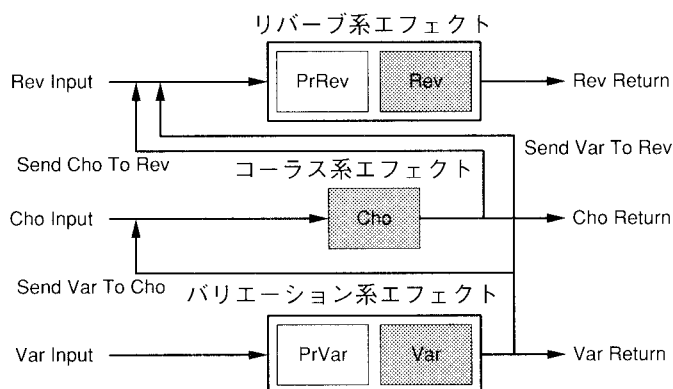 リバーブ系エフェクト
Rev Input
PrRev
Rev
Rev Return
Send Cho To Rev
Send Var To Rev
コーラス系エフェクト
Cho Input
Cho
Cho Return
Send Var To Cho
バリエーション系エフェクト
Var Input
PrVar
Var
Var Return